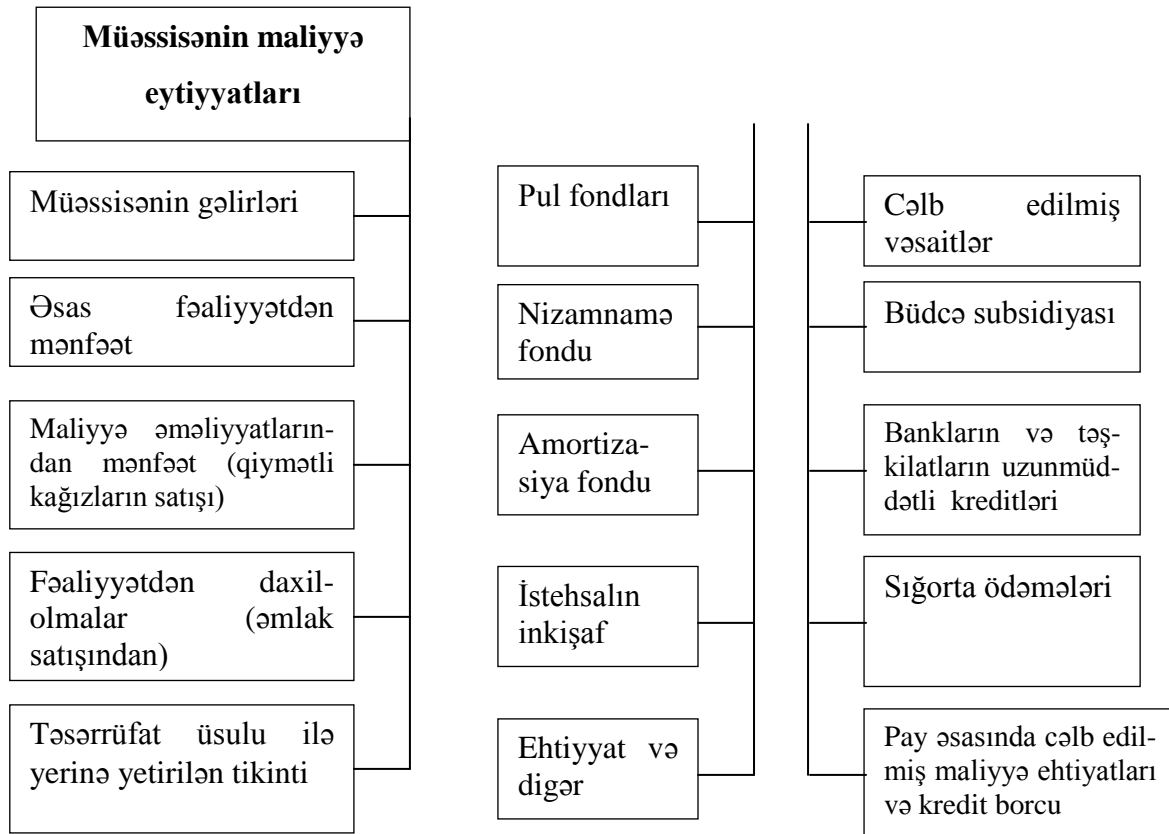 Müəssisənin maliyyə
eytiyyatları
Müəssisənin gəlirləri
Əsas fəaliyyətdən
mənfəət
Maliyyə əməliyyatların-
dan mənfəət (qiymətli
kağızların satışı)
Fəaliyyətdən daxil-
olmalar (əmlak
satışından)
Təsərrüfat üsulu ilə
yerinə yetirilən tikinti
Pul fondları
Nizamnamə
fondu
Amortiza-
siya fondu
İstehsalın
inkişaf
Ehtiyyat və
digər
Cəlb edilmiş
vəsaitlər
Büdcə subsidiyası
Bankların və təş-
kilatların uzunmüd-
dətli kreditləri
Sığorta ödəmələri
Pay əsasında cəlb edil-
miş maliyyə ehtiyatları
və kredit borcu